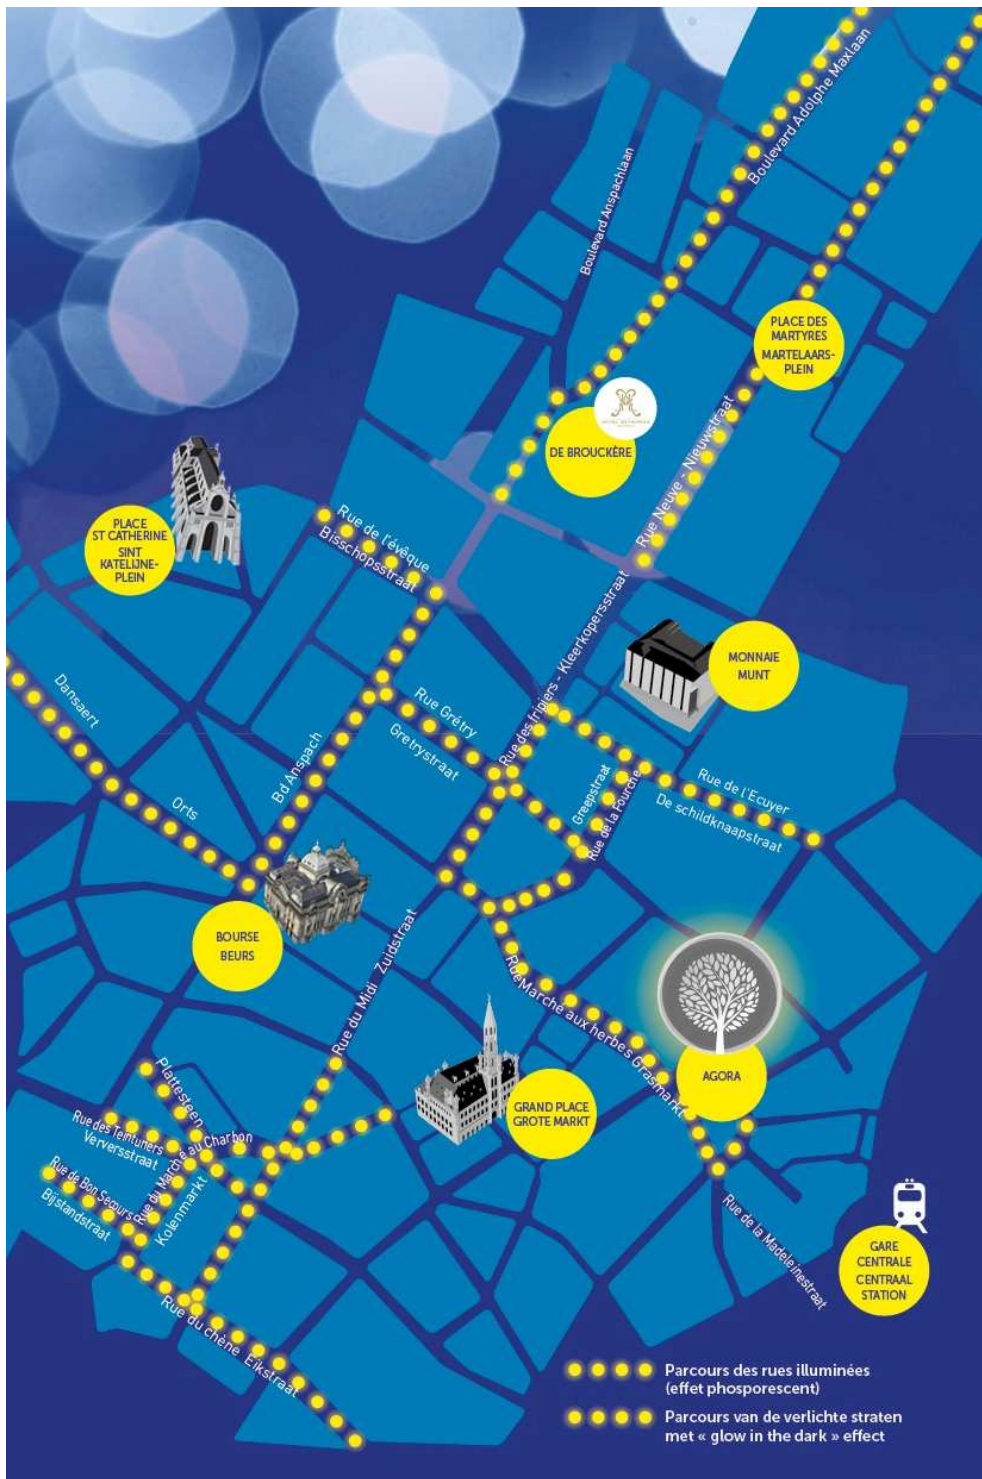 Boulevard Adolphe Maxlaan
Boulevard Anspachlaan
PLACE DES
MARTYRES
MARTELAARS-
PLEIN
DE BROUCKÈRE
Rue Neuve - Nieuwstraat
PLACE
ST CATHERINE
SINT
KATELIJNE-
PLEIN
Rue de l'évêque
Bisschopsstraat
Rue des fripiers - Kleerkopersstraat
MONNAIE
MUNT
Dansaert
Rue Grétry
Gretrystraat
Bd Anspach
Orts
Greepstraat
Rue de la Fourche
Rue de l'Ecuyer
De schildknaapstraat
BOURSE
BEURS
Rue du Midi Zuidstraat
Rue Marché aux herbes Grasmarkt
AGORA
GRAND PLACE
GROTE MARKT
Plattesteen
Rue des Teinturiers
Verversstraat
Rue du Marché au Charbon
Kolenmarkt
Rue de Bon Secours
Bijstandstraat
Rue du chène Eikstraat
Rue de la Madeleinestraat
GARE
CENTRALE
CENTRAAL
STATION
Parcours des rues illuminées
(effet phosporescent)
Parcours van de verlichte straten
met « glow in the dark » effect